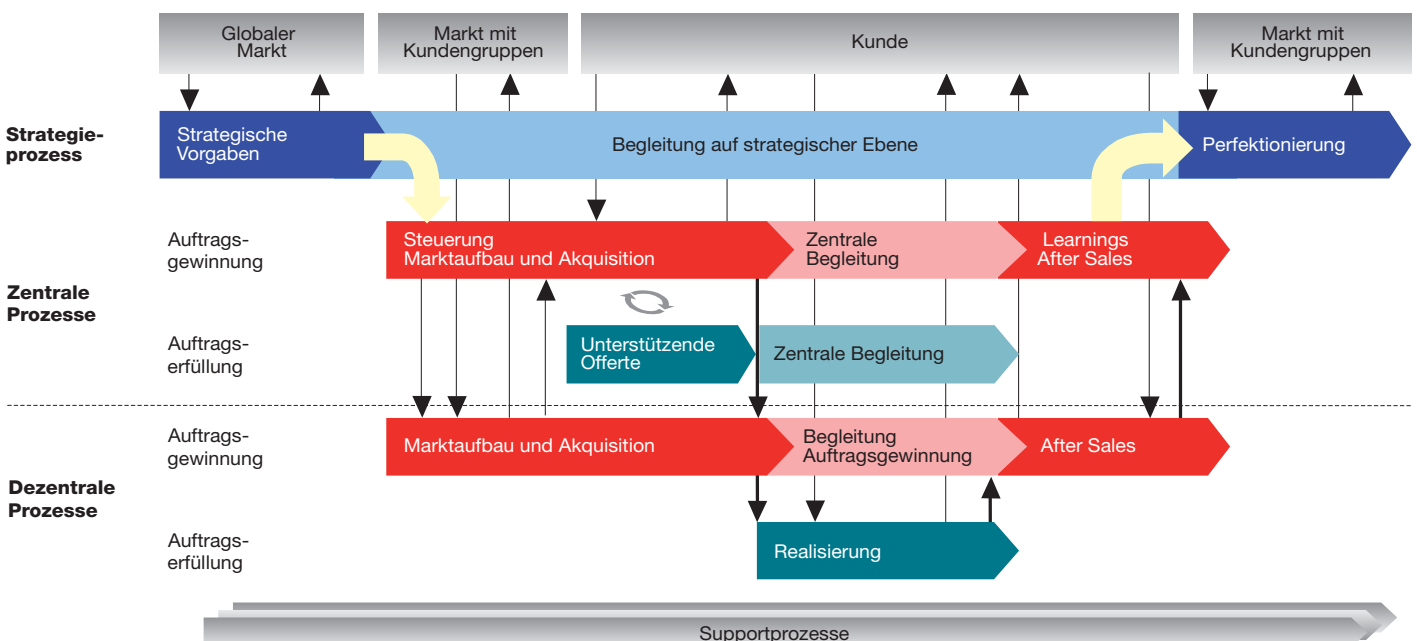 Globaler
Markt
Markt mit
Kundengruppen
Kunde
Markt mit
Kundengruppen
Strategie-
prozess
Strategische
Vorgaben
Begleitung auf strategischer Ebene
Perfektionierung
Zentrale
Prozesse
Auftrags-
gewinnung
Steuerung
Marktaufbau und Akquisition
Zentrale
Begleitung
Learnings
After Sales
Auftrags-
erfüllung
Unterstützende
Offerte
Zentrale Begleitung
Dezentrale
Prozesse
Auftrags-
gewinnung
Marktaufbau und Akquisition
Begleitung
Auftragsgewinnung
After Sales
Auftrags-
erfüllung
Realisierung
Supportprozesse